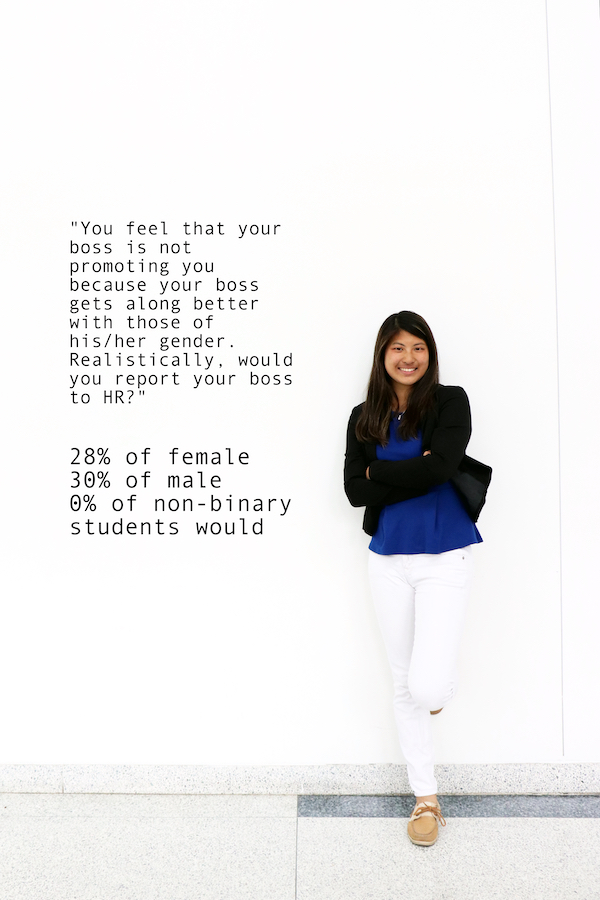 "You feel that your
boss is not
promoting you
because your boss
gets along better
with those of
his/her gender.
Realistically, would
you report your boss
to HR?"
28% of female
30% of male
0% of non-binary
students would